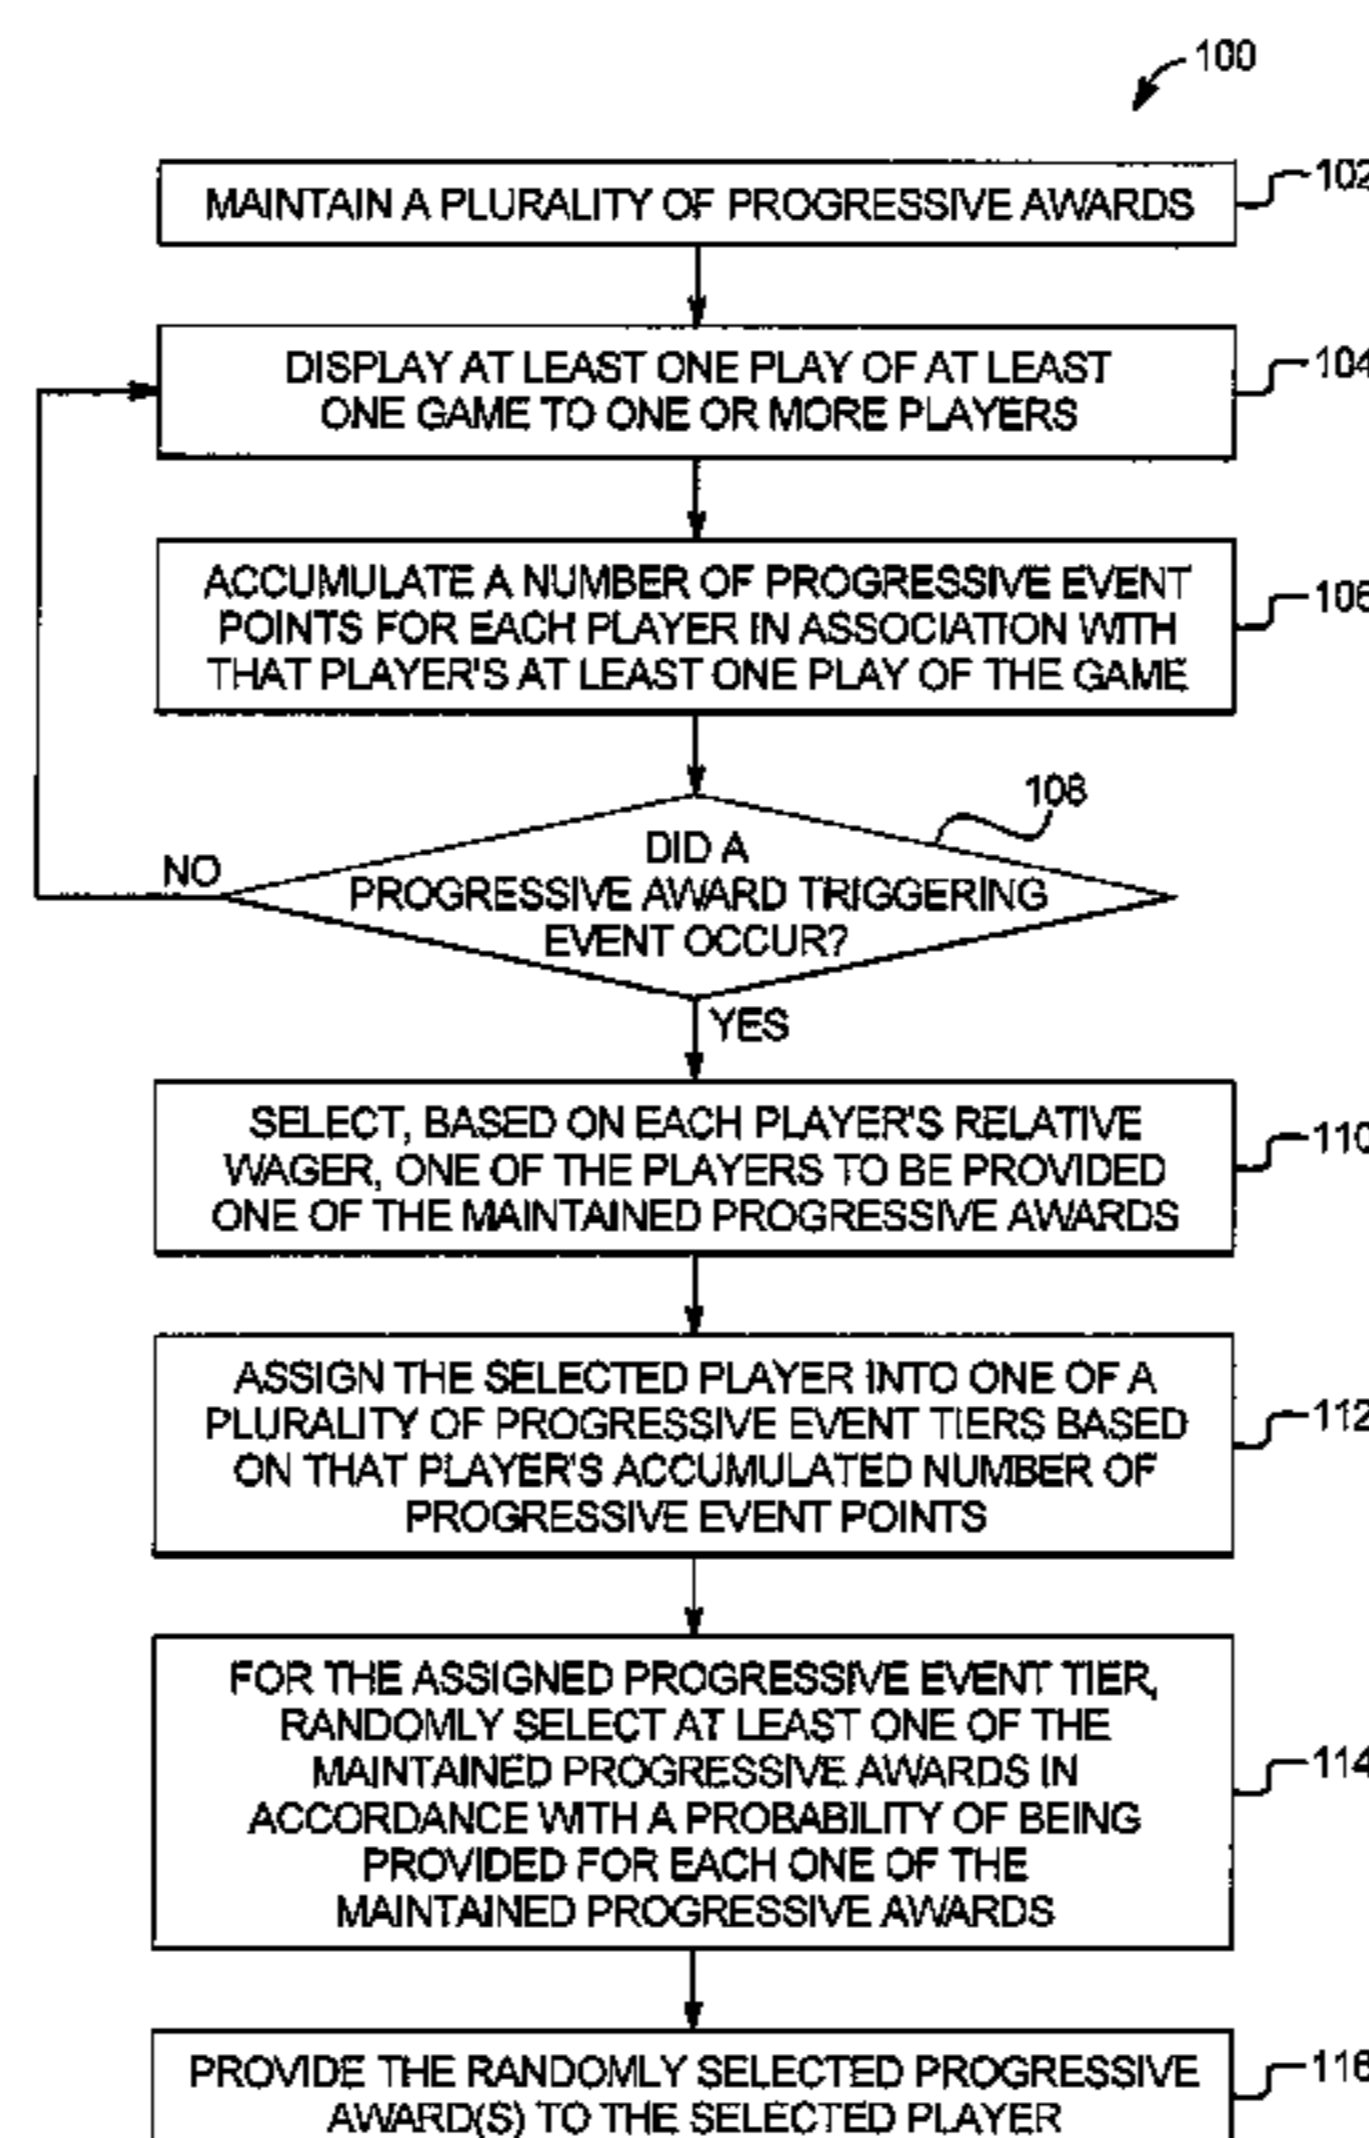 100
MAINTAIN A PLURALITY OF PROGRESSIVE AWARDS
102
DISPLAY AT LEAST ONE PLAY OF AT LEAST
ONE GAME TO ONE OR MORE PLAYERS
104
ACCUMULATE A NUMBER OF PROGRESSIVE EVENT
POINTS FOR EACH PLAYER IN ASSOCIATION WITH
THAT PLAYER'S AT LEAST ONE PLAY OF THE GAME
106
108
DID A
PROGRESSIVE AWARD TRIGGERING
EVENT OCCUR?
NO
YES
SELECT, BASED ON EACH PLAYER'S RELATIVE
WAGER, ONE OF THE PLAYERS TO BE PROVIDED
ONE OF THE MAINTAINED PROGRESSIVE AWARDS
110
ASSIGN THE SELECTED PLAYER INTO ONE OF A
PLURALITY OF PROGRESSIVE EVENT TIERS BASED
ON THAT PLAYER'S ACCUMULATED NUMBER OF
PROGRESSIVE EVENT POINTS
112
FOR THE ASSIGNED PROGRESSIVE EVENT TIER,
RANDOMLY SELECT AT LEAST ONE OF THE
MAINTAINED PROGRESSIVE AWARDS IN
ACCORDANCE WITH A PROBABILITY OF BEING
PROVIDED FOR EACH ONE OF THE
MAINTAINED PROGRESSIVE AWARDS
114
PROVIDE THE RANDOMLY SELECTED PROGRESSIVE
AWARD(S) TO THE SELECTED PLAYER
116